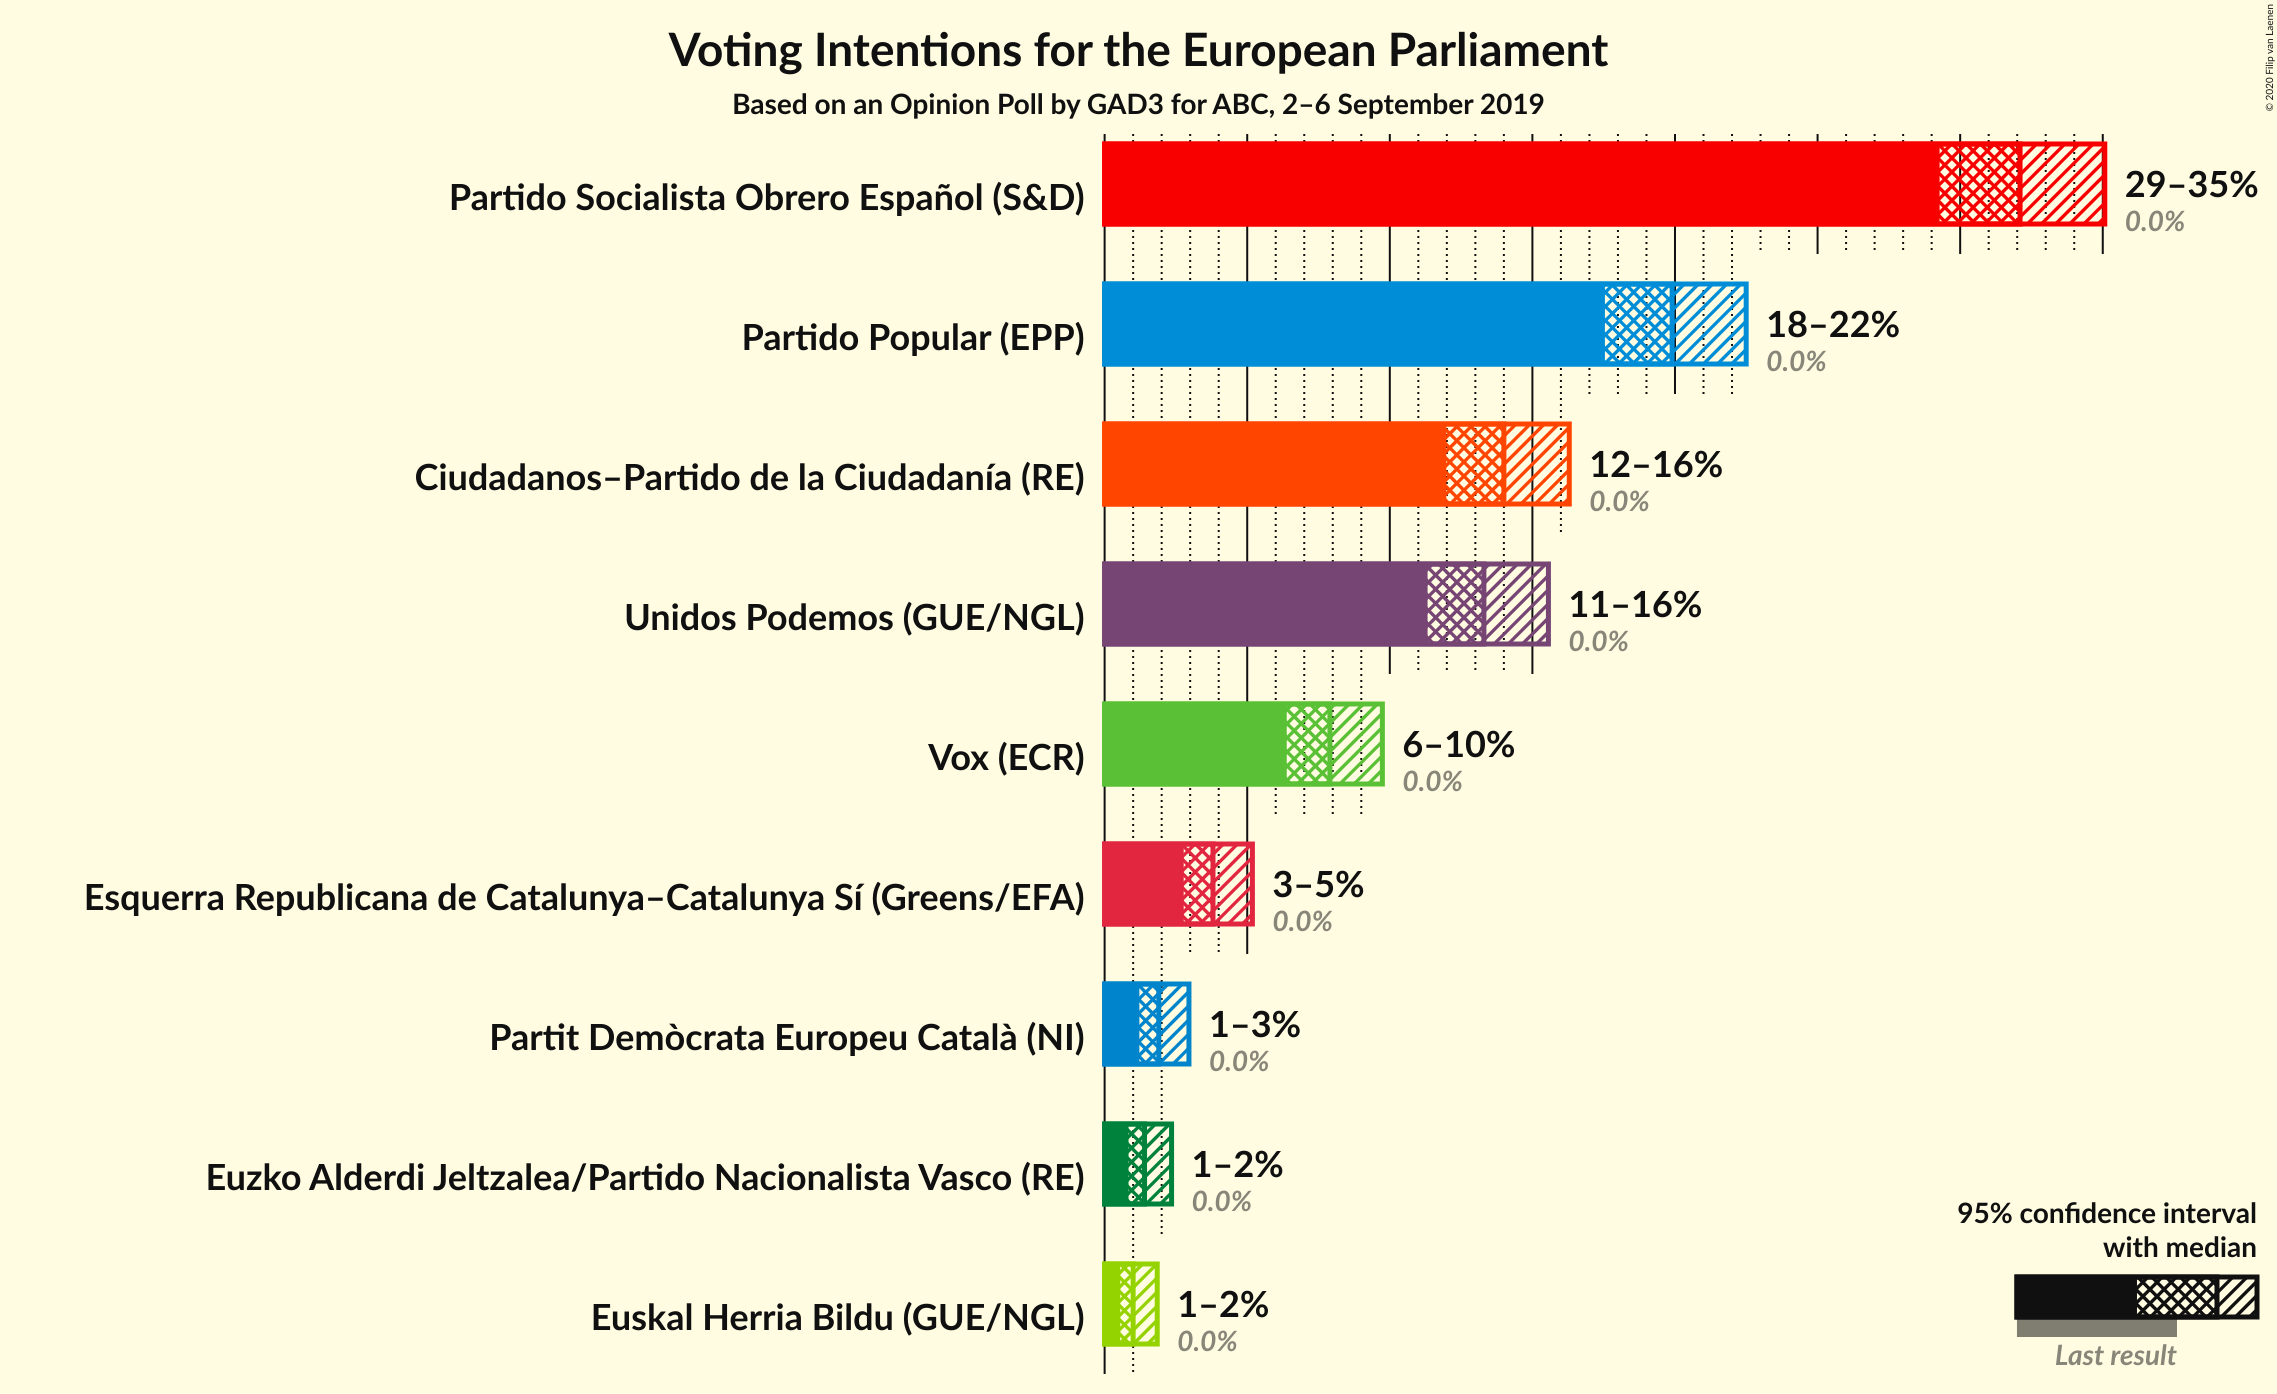 Voting Intentions for the European Parliament
Based on an Opinion Poll by GAD3 for ABC, 2–6 September 2019
© 2020 Filip van Laenen
Partido Socialista Obrero Español (S&D)
29–35%
0.0%
Partido Popular (EPP)
18–22%
0.0%
Ciudadanos–Partido de la Ciudadanía (RE)
12–16%
0.0%
Unidos Podemos (GUE/NGL)
11–16%
0.0%
Vox (ECR)
6–10%
0.0%
Esquerra Republicana de Catalunya–Catalunya Sí (Greens/EFA)
3–5%
0.0%
Partit Demòcrata Europeu Català (NI)
1–3%
0.0%
Euzko Alderdi Jeltzalea/Partido Nacionalista Vasco (RE)
1–2%
0.0%
Euskal Herria Bildu (GUE/NGL)
1–2%
0.0%
95% confidence interval
with median
Last result